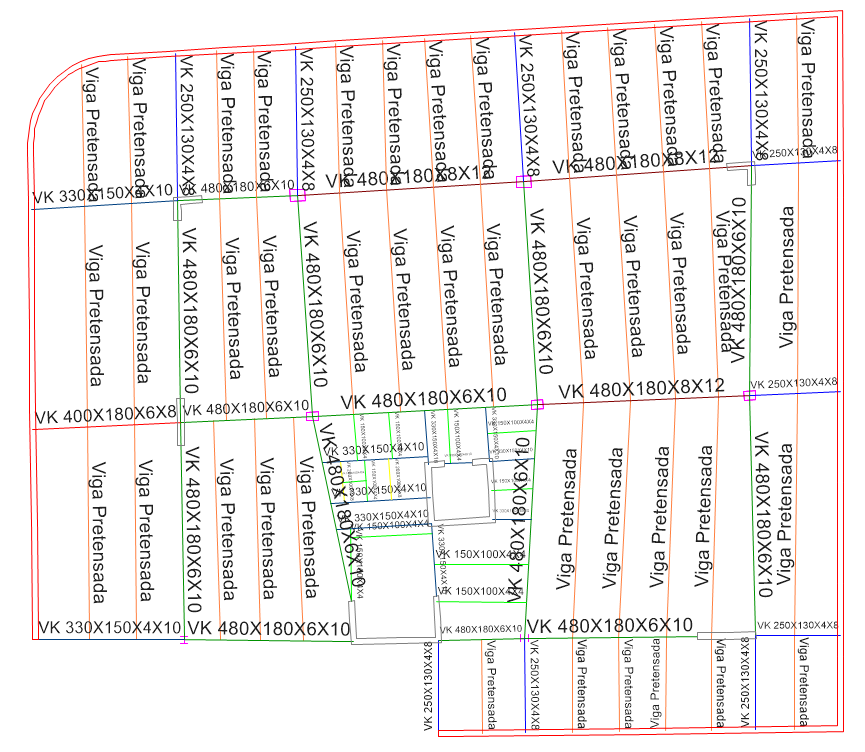 Viga Pretensada
Viga Pretensada
VK 250X130X4X8
Viga Pretensada
Viga Pretensada
VK 250X130X4X8
Viga Pretensada
Viga Pretensada
Viga Pretensada
Viga Pretensada
VK 250X130X4X8
Viga Pretensada
Viga Pretensada
Viga Pretensada
Viga Pretensada
VK 250X130X4X8
Viga Pretensada
VK 330X150X4X10
VK 480X180X6X10
VK 480X180X8X12
VK 480X180X8X12
VK 250X130X4X8
Viga Pretensada
Viga Pretensada
VK 480X180X6X10
Viga Pretensada
Viga Pretensada
VK 480X180X6X10
Viga Pretensada
Viga Pretensada
Viga Pretensada
Viga Pretensada
VK 480X180X6X10
Viga Pretensada
Viga Pretensada
Viga Pretensada
Viga Pretensada
VK 480X180X6X10
Viga Pretensada
VK 400X180X6X8
VK 480X180X6X10
VK 480X180X6X10
VK 480X180X8X12
VK 250X130X4X8
Viga Pretensada
Viga Pretensada
VK 480X180X6X10
Viga Pretensada
Viga Pretensada
Viga Pretensada
VK 480X180X6X10
VK 330X150X4X10
VK 330X150X4X10
VK 330X150X4X10
VK 150X100X4X4
VK 150X100X4X4
VK 150X100X4X4
VK 150X100X4X4
VK 480X180X6X10
Viga Pretensada
Viga Pretensada
Viga Pretensada
Viga Pretensada
VK 480X180X6X10
Viga Pretensada
VK 330X150X4X10
VK 480X180X6X10
VK 480X180X6X10
VK 480X180X6X10
VK 250X130X4X8
VK 250X130X4X8
Viga Pretensada
VK 250X130X4X8
Viga Pretensada
Viga Pretensada
Viga Pretensada
Viga Pretensada
VK 250X130X4X8
Viga Pretensada